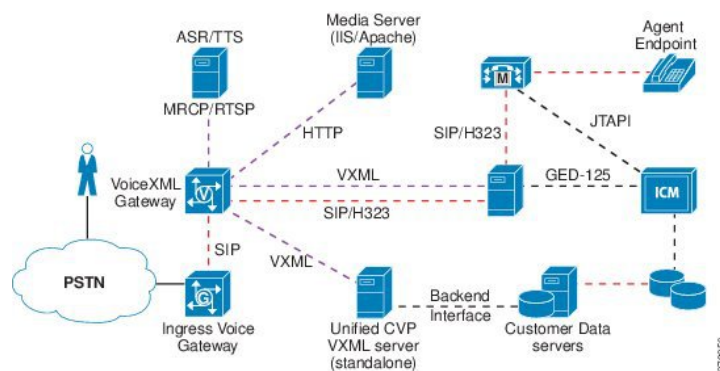 ASR/TTS
MRCP/RTSP
Media Server
(IIS/Apache)
Agent
Endpoint
M
HTTP
SIP/H323
JTAPI
VoiceXML
Gateway
V
VXML
SIP/H323
GED-125
ICM
SIP
VXML
PSTN
G
Ingress Voice
Gateway
Unified CVP
VXML server
(standalone)
Backend
Interface
Customer Data
servers